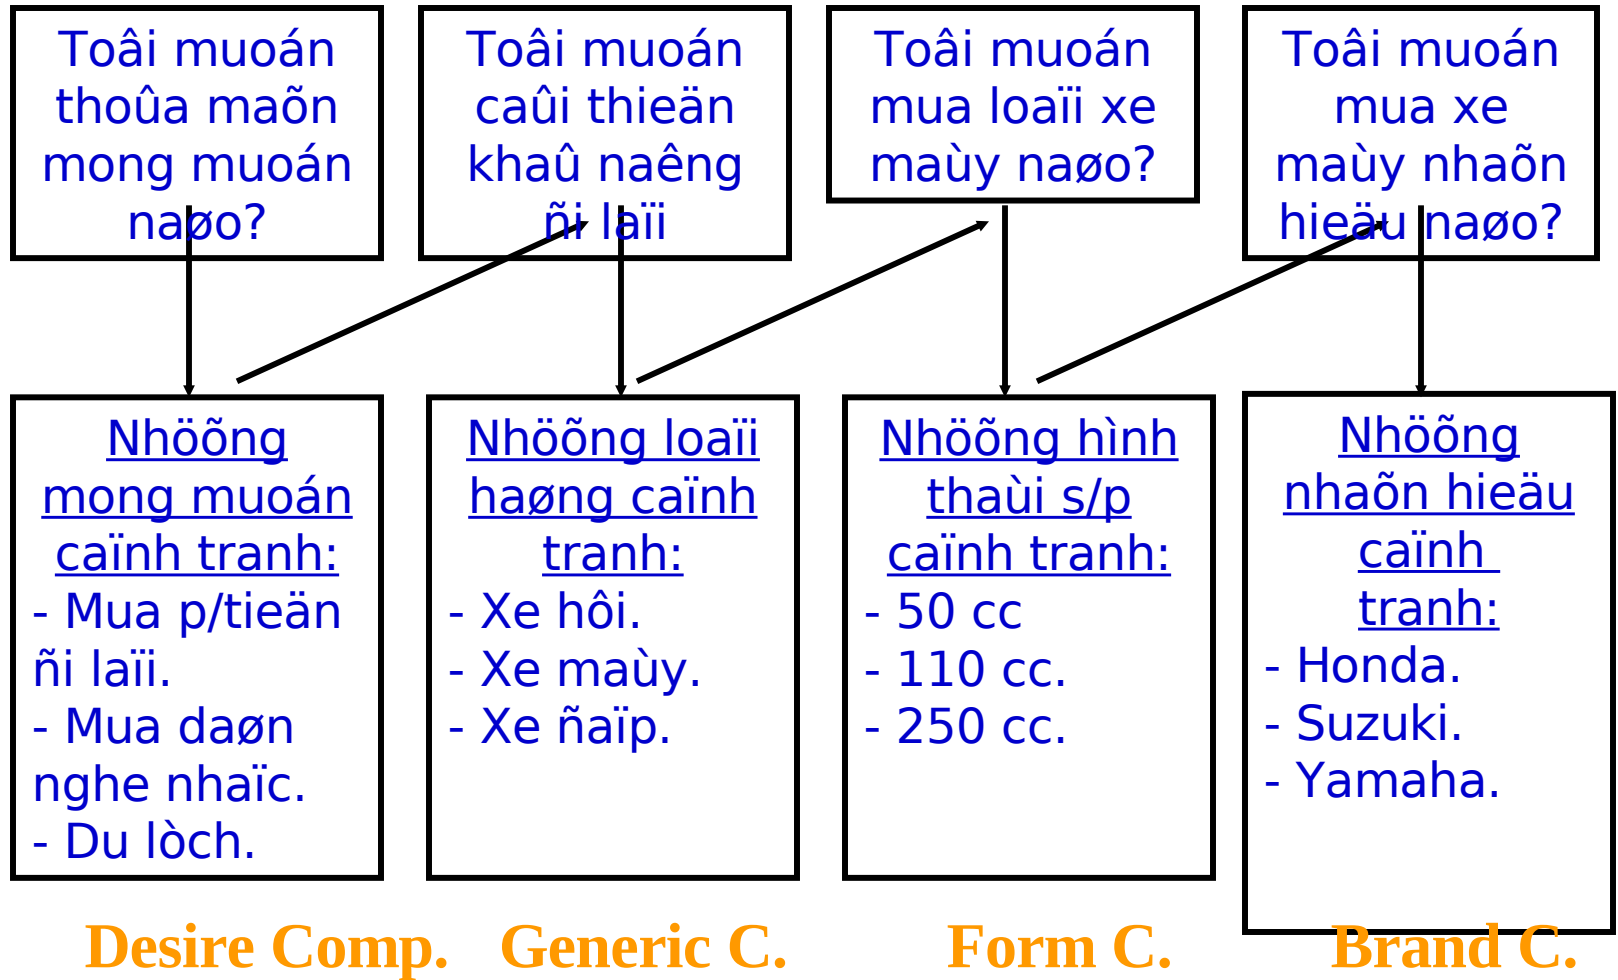 Toâi muoán
thoûa maõn
mong muoán
naøo?
Toâi muoán
caûi thieän
khaû naêng
ñi laïi
Toâi muoán
mua loaïi xe
maùy naøo?
Toâi muoán
mua xe
maùy nhaõn
hieäu naøo?
Nhöõng
mong muoán
caïnh tranh:
- Mua p/tieän
ñi laïi.
- Mua daøn
nghe nhaïc.
- Du lòch.
Nhöõng loaïi
haøng caïnh
tranh:
- Xe hôi.
- Xe maùy.
- Xe ñaïp.
Nhöõng hình
thaùi s/p
caïnh tranh:
- 50 cc
- 110 cc.
- 250 cc.
Nhöõng
nhaõn hieäu
caïnh
tranh:
- Honda.
- Suzuki.
- Yamaha.
Desire Comp.
Generic C.
Form C.
Brand C.